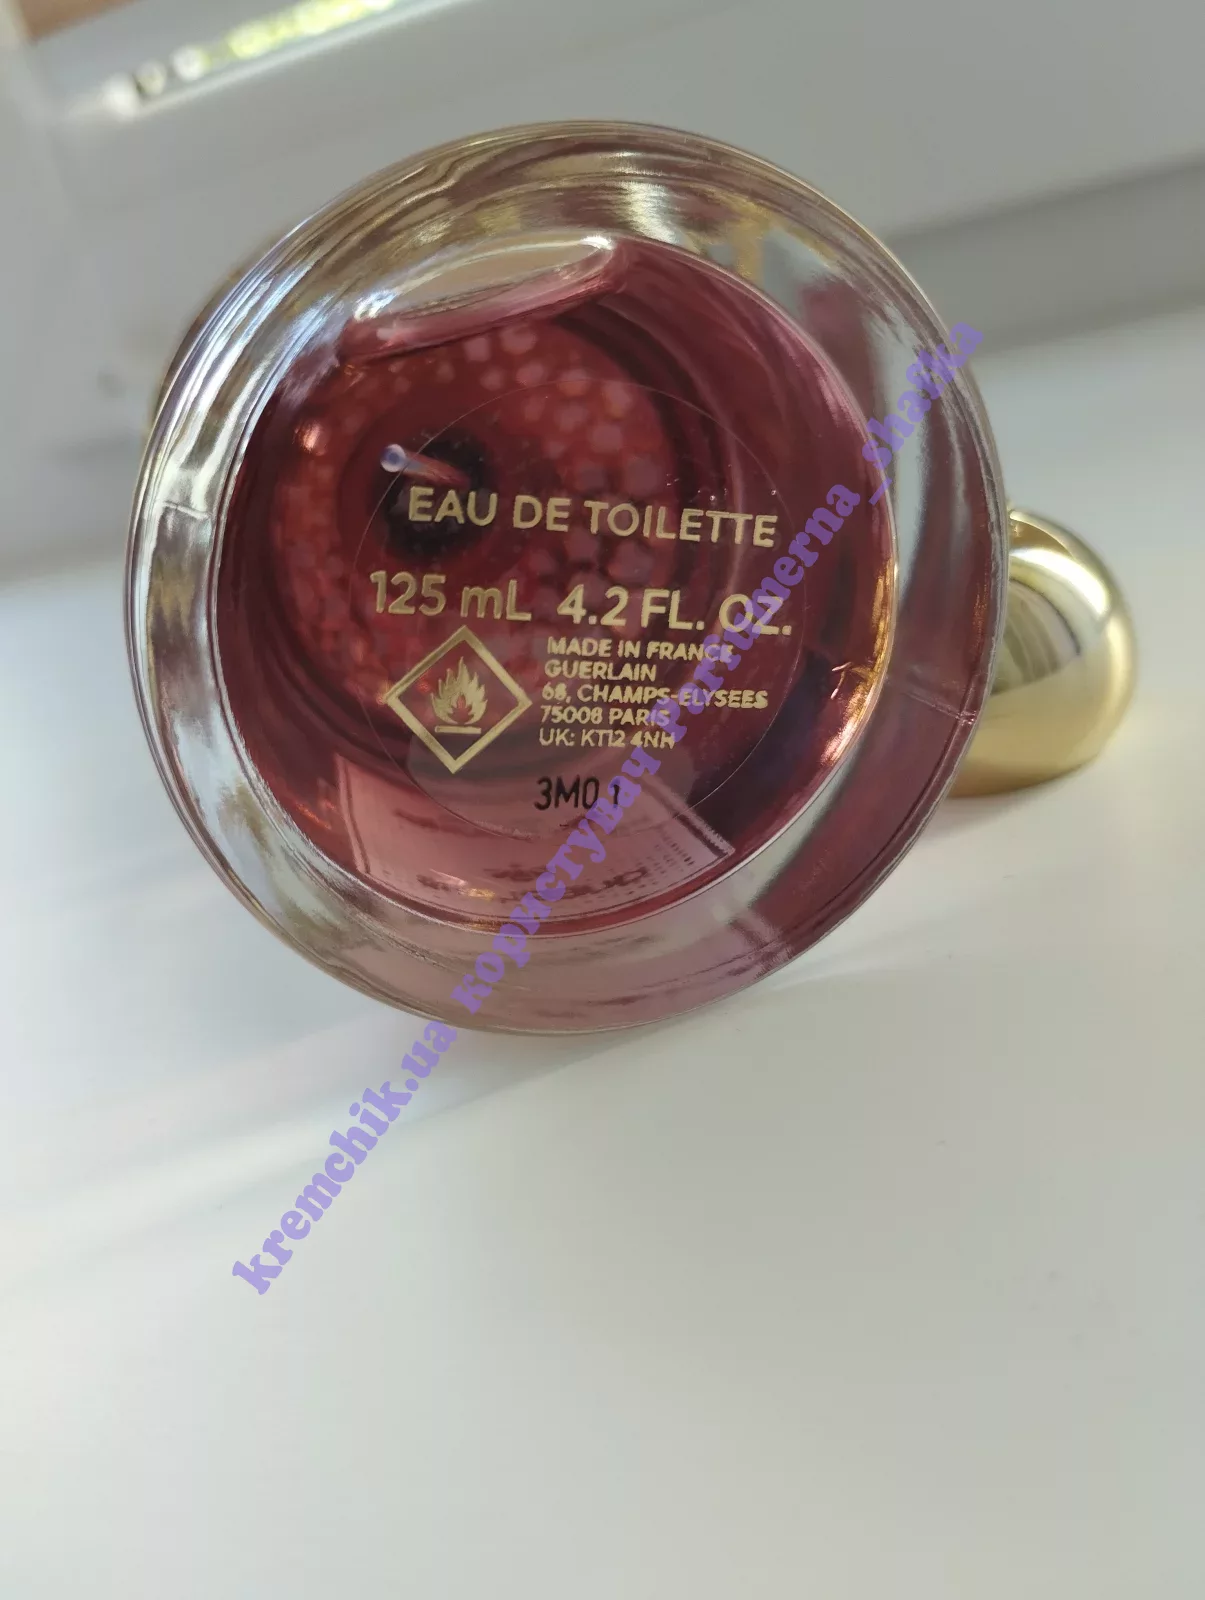 EAU DE TOILETTE
125 mL 4.2 FL. OZ.
MADE IN FRANCE
GUERLAIN
68, CHAMPS-ELYSEES
75008 PARIS
UK: KT12 4NH
3M01
kremchik.ua користувач Parfumerna_shafka